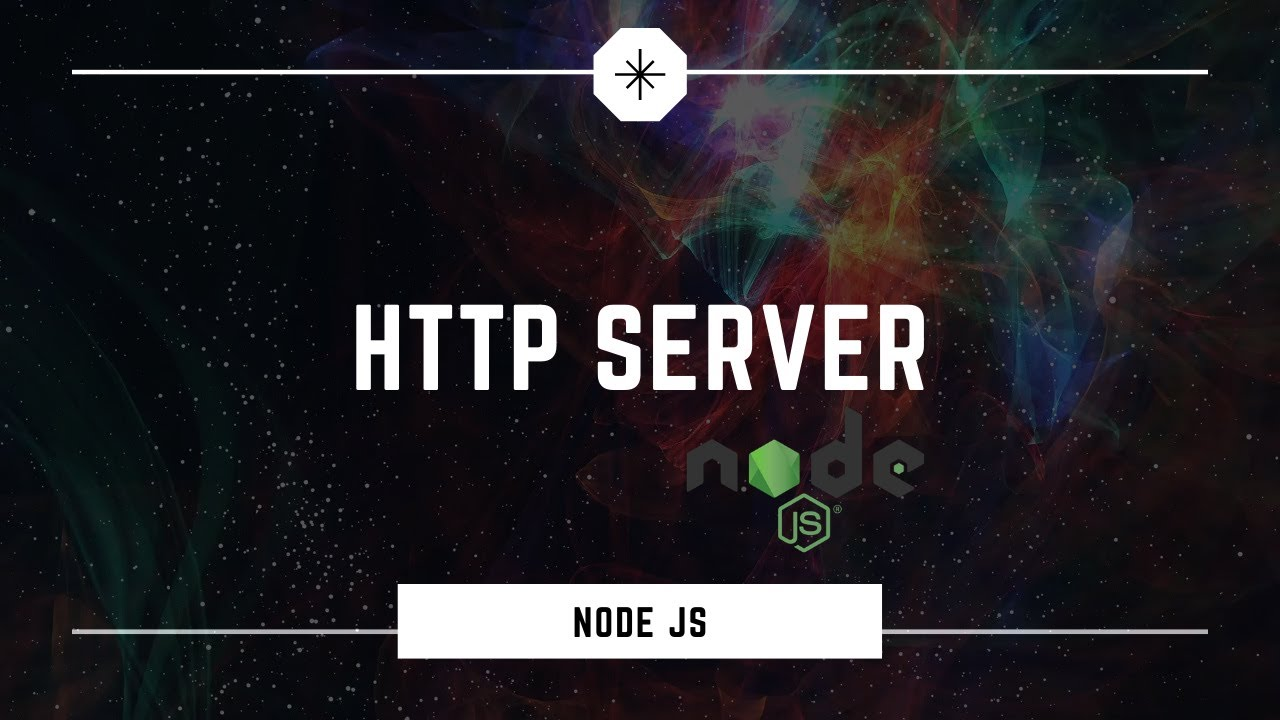 HTTP SERVER
node
JS®
NODE JS